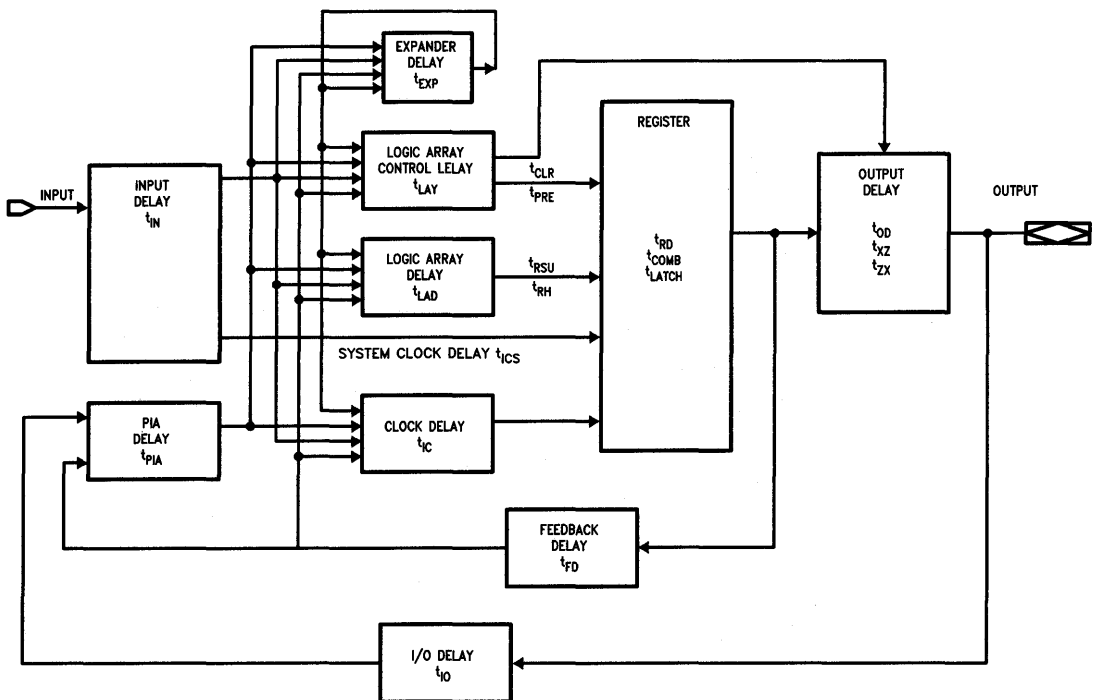 EXPANDER
DELAY
tEXP
LOGIC ARRAY
CONTROL LELAY
tLAY
tCLR
tPRE
REGISTER
tRD
tCOMB
tLATCH
INPUT
INPUT
DELAY
tIN
OUTPUT
DELAY
tOD
tXZ
tZX
OUTPUT
LOGIC ARRAY
DELAY
tLAD
tRSU
tRH
SYSTEM CLOCK DELAY tICS
PIA
DELAY
tPIA
CLOCK DELAY
tIC
FEEDBACK
DELAY
tFD
I/O DELAY
tIO